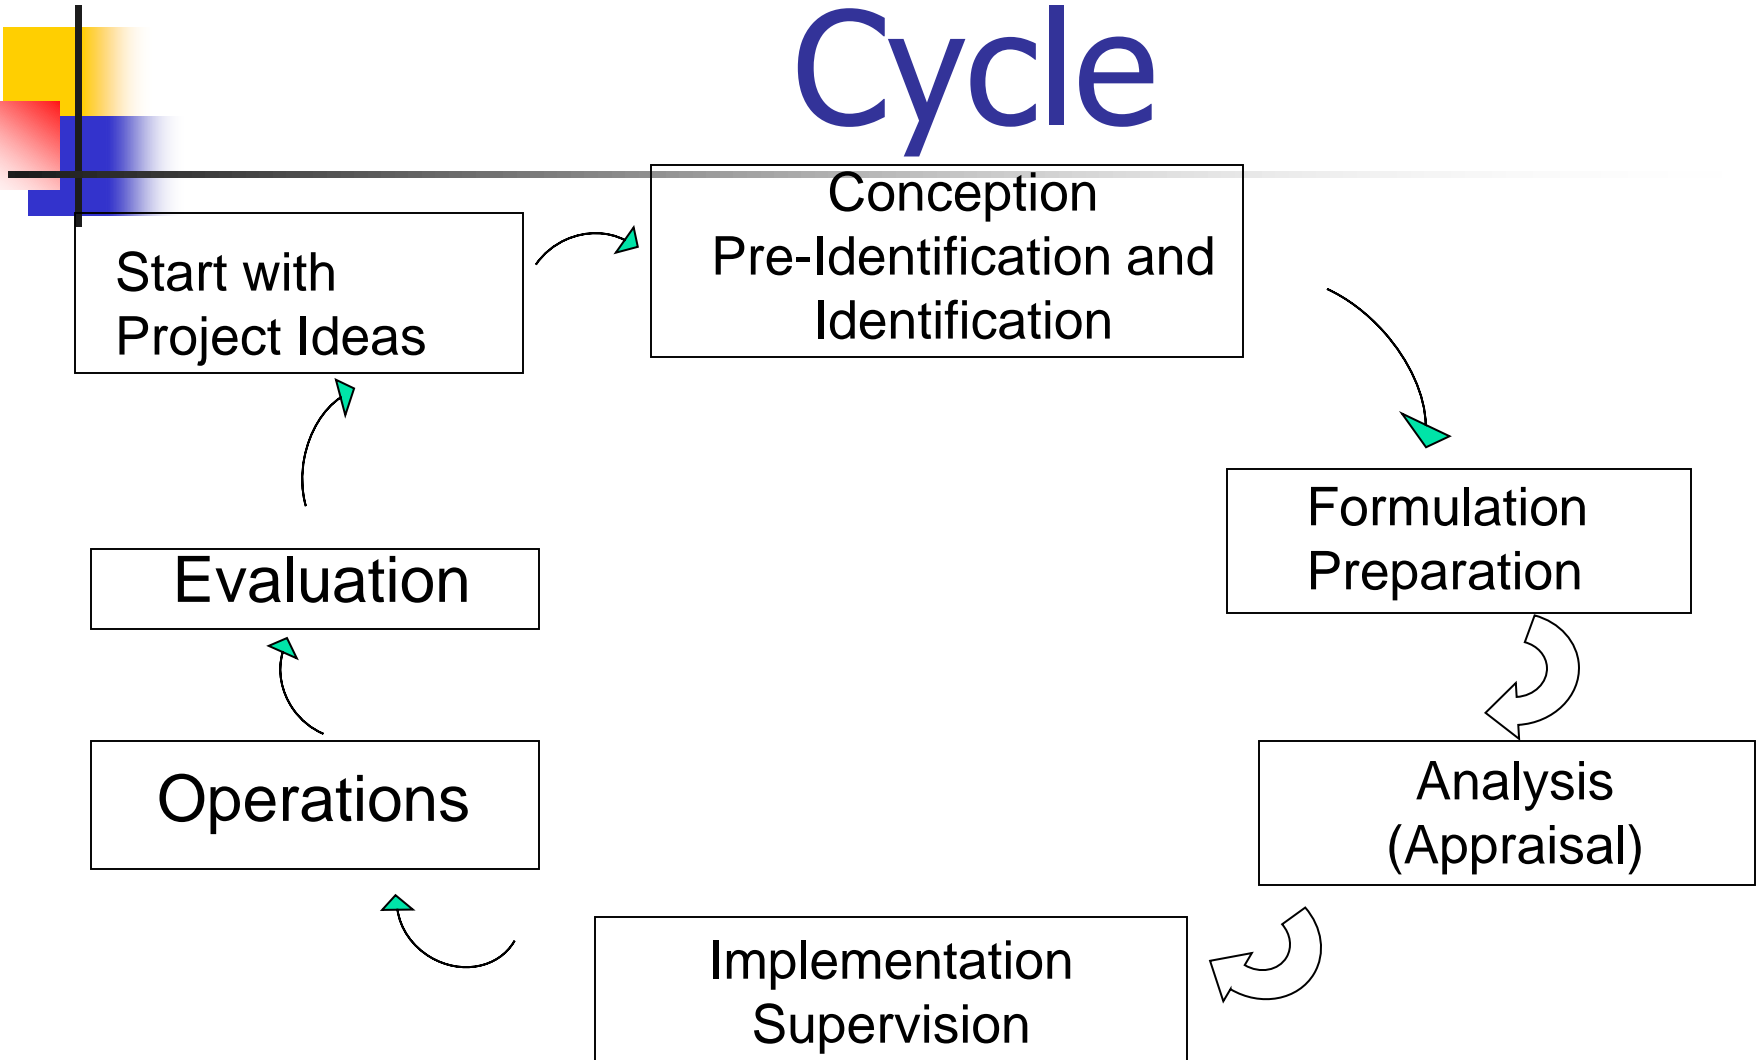 Cycle
Start with
Project Ideas
Conception
Pre-Identification and
Identification
Formulation
Preparation
Analysis
(Appraisal)
Implementation
Supervision
Operations
Evaluation